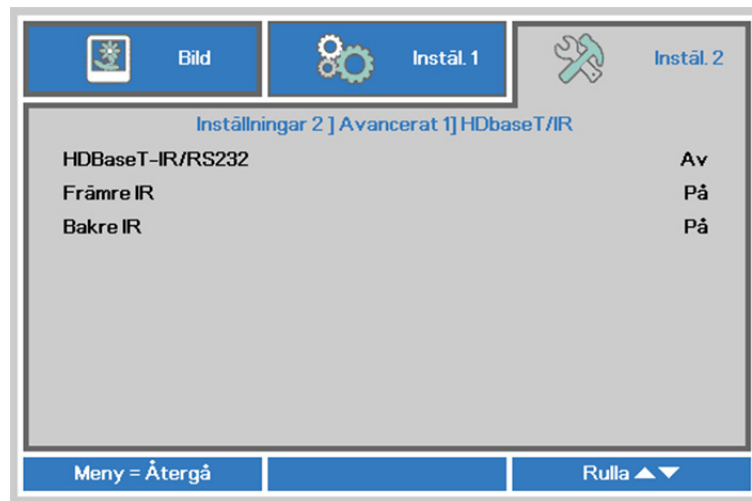 Bild
Instäl. 1
Instäl. 2
Inställningar 2 ] Avancerat 1] HDbaseT/IR
HDBaseT-IR/RS232 Av
Främre IR På
Bakre IR På
Meny = Återgå
Rulla ▲▼